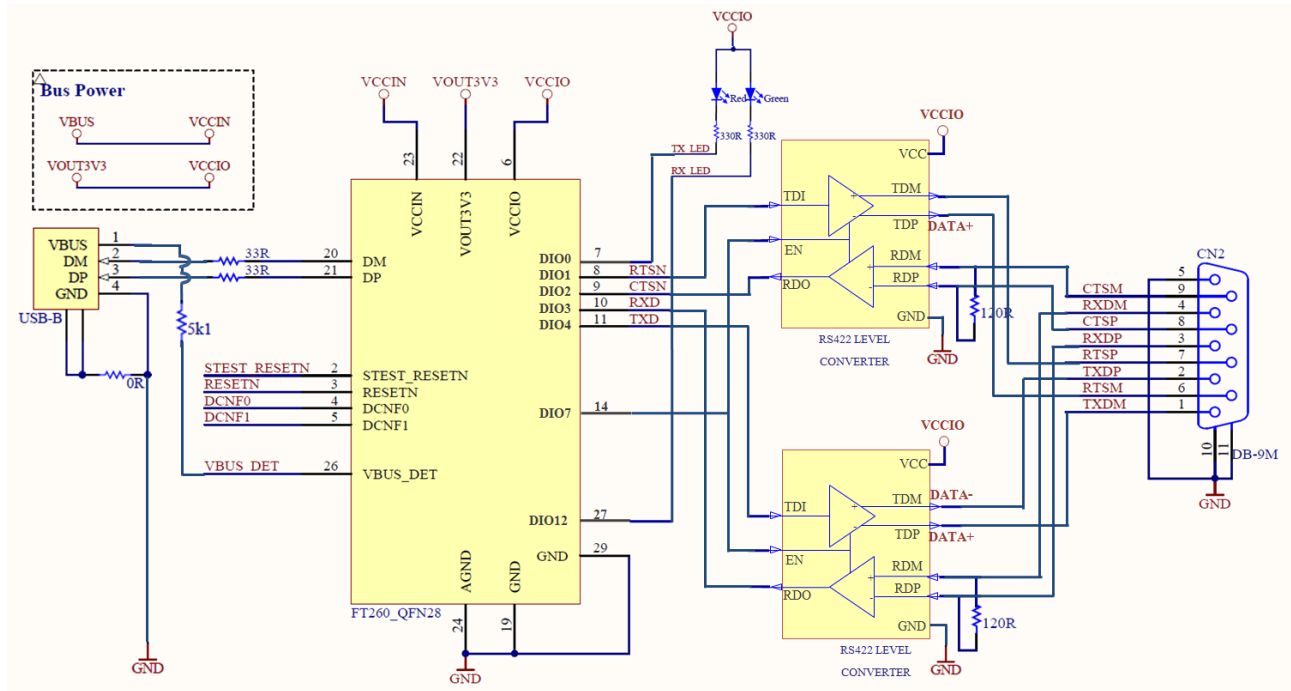 VCCIO
Bus Power
VBUS VCCIN
VOUT3V3 VCCIO
VCCIN VOUT3V3 VCCIO
Red Green
330R 330R
TX_LED
RX_LED
23 22 6
VCCIN VOUT3V3 VCCIO
VBUS 1
DM 2
DP 3
GND 4
USB-B
33R
33R
20 DM
21 DP
5k1
0R
STEST_RESETN 2 STEST_RESETN
RESETN 3 RESETN
DCNF0 4 DCNF0
DCNF1 5 DCNF1
VBUS_DET 26 VBUS_DET
DIO0 7
DIO1 8 RTSN
DIO2 9 CTSN
DIO3 10 RXD
DIO4 11 TXD
DIO7 14
DIO12 27
GND 29
AGND GND
24 19
FT260_QFN28
GND
GND
VCCIO
VCC
TDI TDM
TDP DATA+
EN
RDM
RDP
RDO
GND
120R
RS422 LEVEL
CONVERTER
GND
VCCIO
VCC
TDI TDM DATA-
TDP DATA+
EN
RDM
RDP
RDO
GND
120R
RS422 LEVEL
CONVERTER
GND
CN2
5
CTSM 9
RXDM 4
CTSP 8
RXDP 3
RTSP 7
TXDP 2
RTSM 6
TXDM 1
10 11
DB-9M
GND